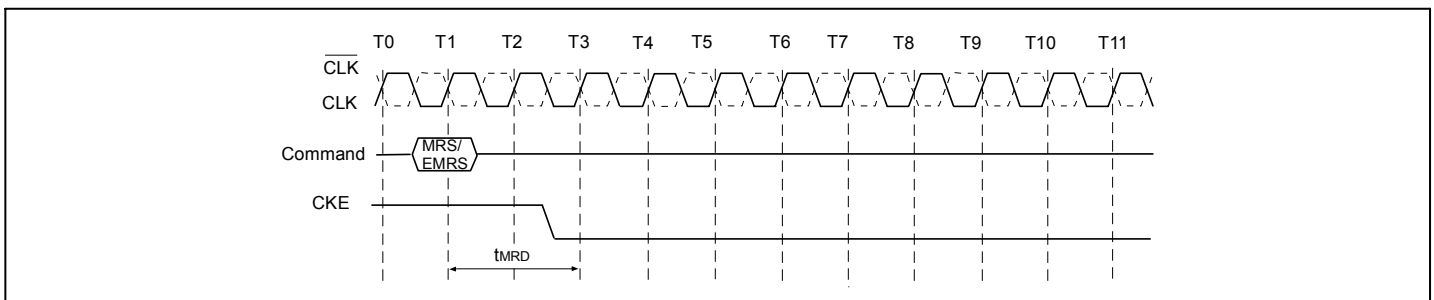 T0 T1 T2 T3 T4 T5 T6 T7 T8 T9 T10 T11
CLK
CLK
Command
MRS/
EMRS
CKE
tMRD